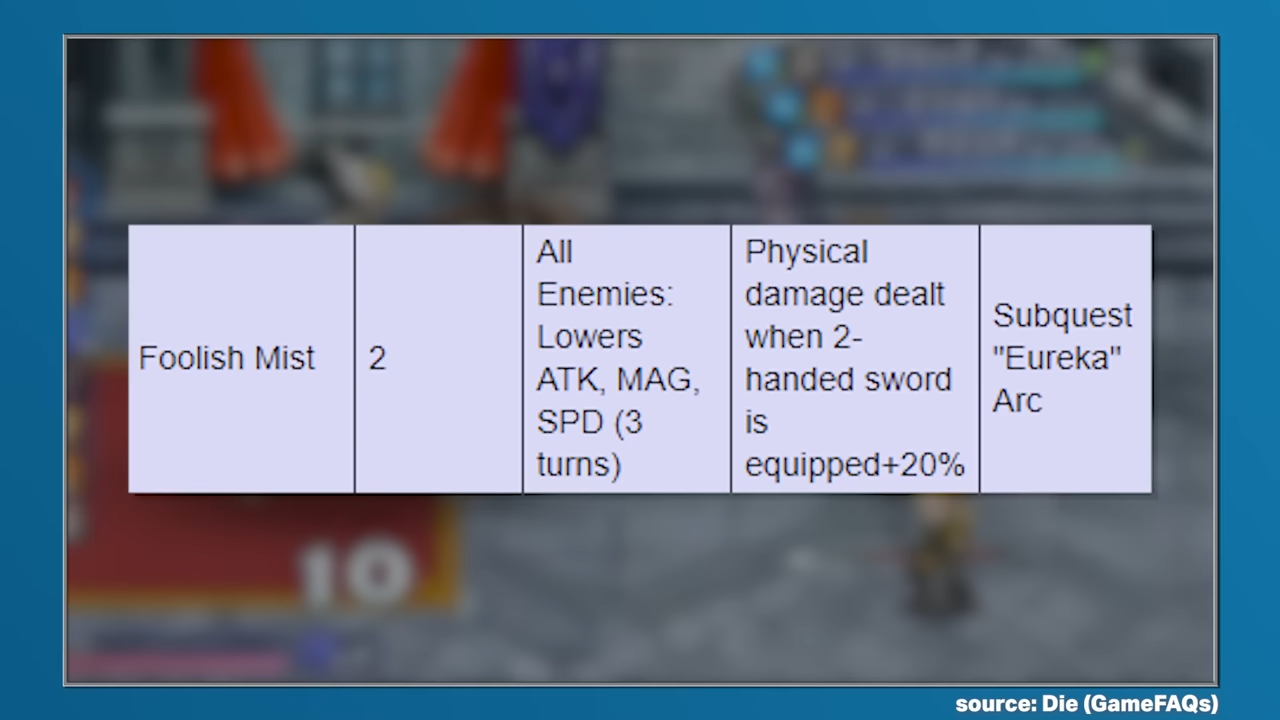 Foolish Mist
2
All
Enemies:
Lowers
ATK, MAG,
SPD (3
turns)
Physical
damage dealt
when 2-
handed sword
is
equipped+20%
Subquest
"Eureka"
Arc
10
source: Die (GameFAQs)